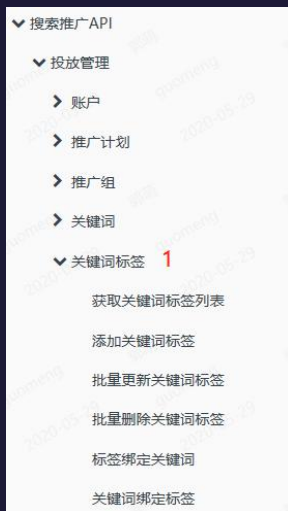 搜索推广API
投放管理
账户
推广计划
推广组
关键词
关键词标签 1
获取关键词标签列表
添加关键词标签
批量更新关键词标签
批量删除关键词标签
标签绑定关键词
关键词绑定标签